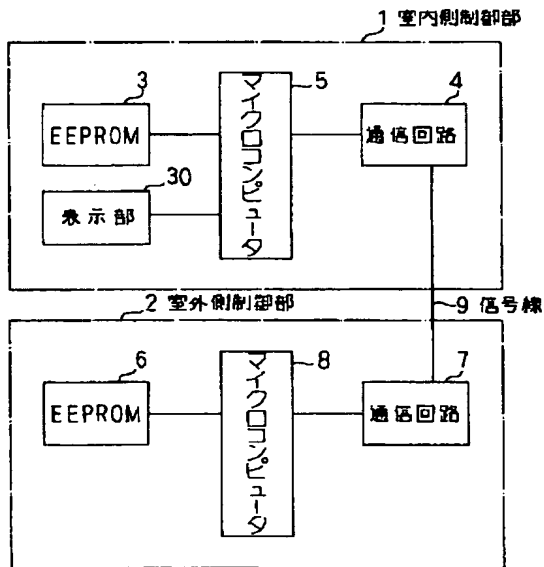 1 室内側制御部
3
5
4
EEPROM
マイクロコンピュータ
通信回路
30
表示部
2 室外側制御部
9 信号線
6
8
7
EEPROM
マイクロコンピュータ
通信回路